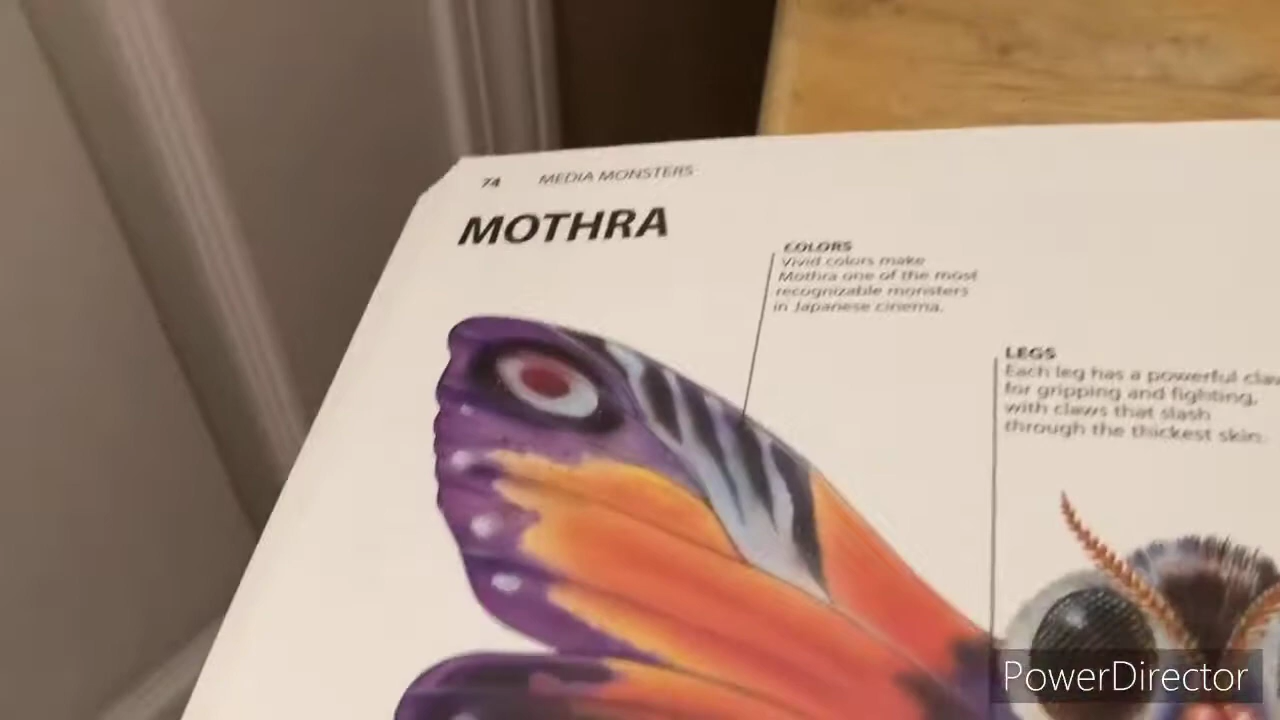 74 MEDIA MONSTERS
MOTHRA
COLORS
Vivid colors make
Mothra one of the most
recognizable monsters
in Japanese cinema.
LEGS
Each leg has a powerful claw
for gripping and fighting,
with claws that slash
through the thickest skin.
PowerDirector